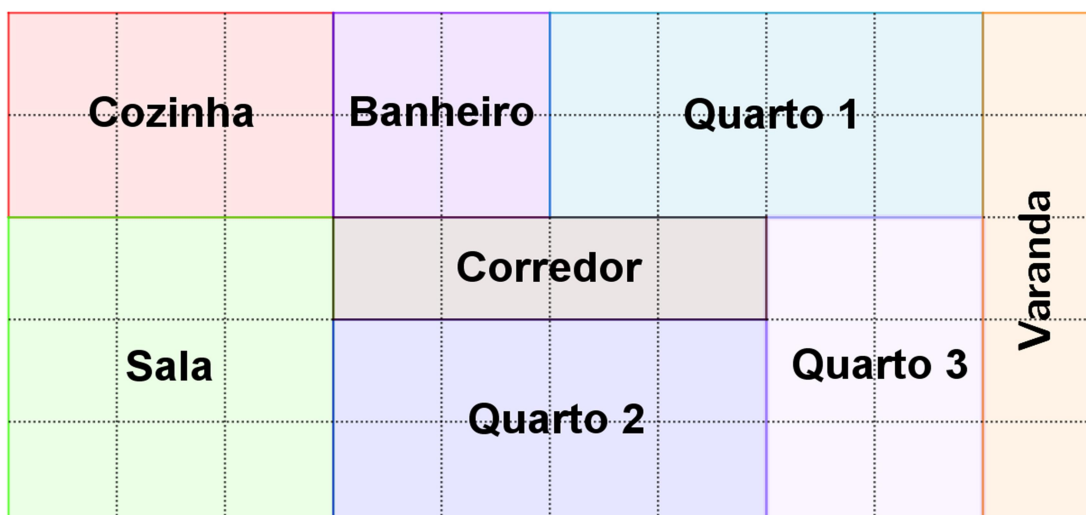 Cozinha
Banheiro
Quarto 1
Varanda
Corredor
Sala
Quarto 3
Quarto 2